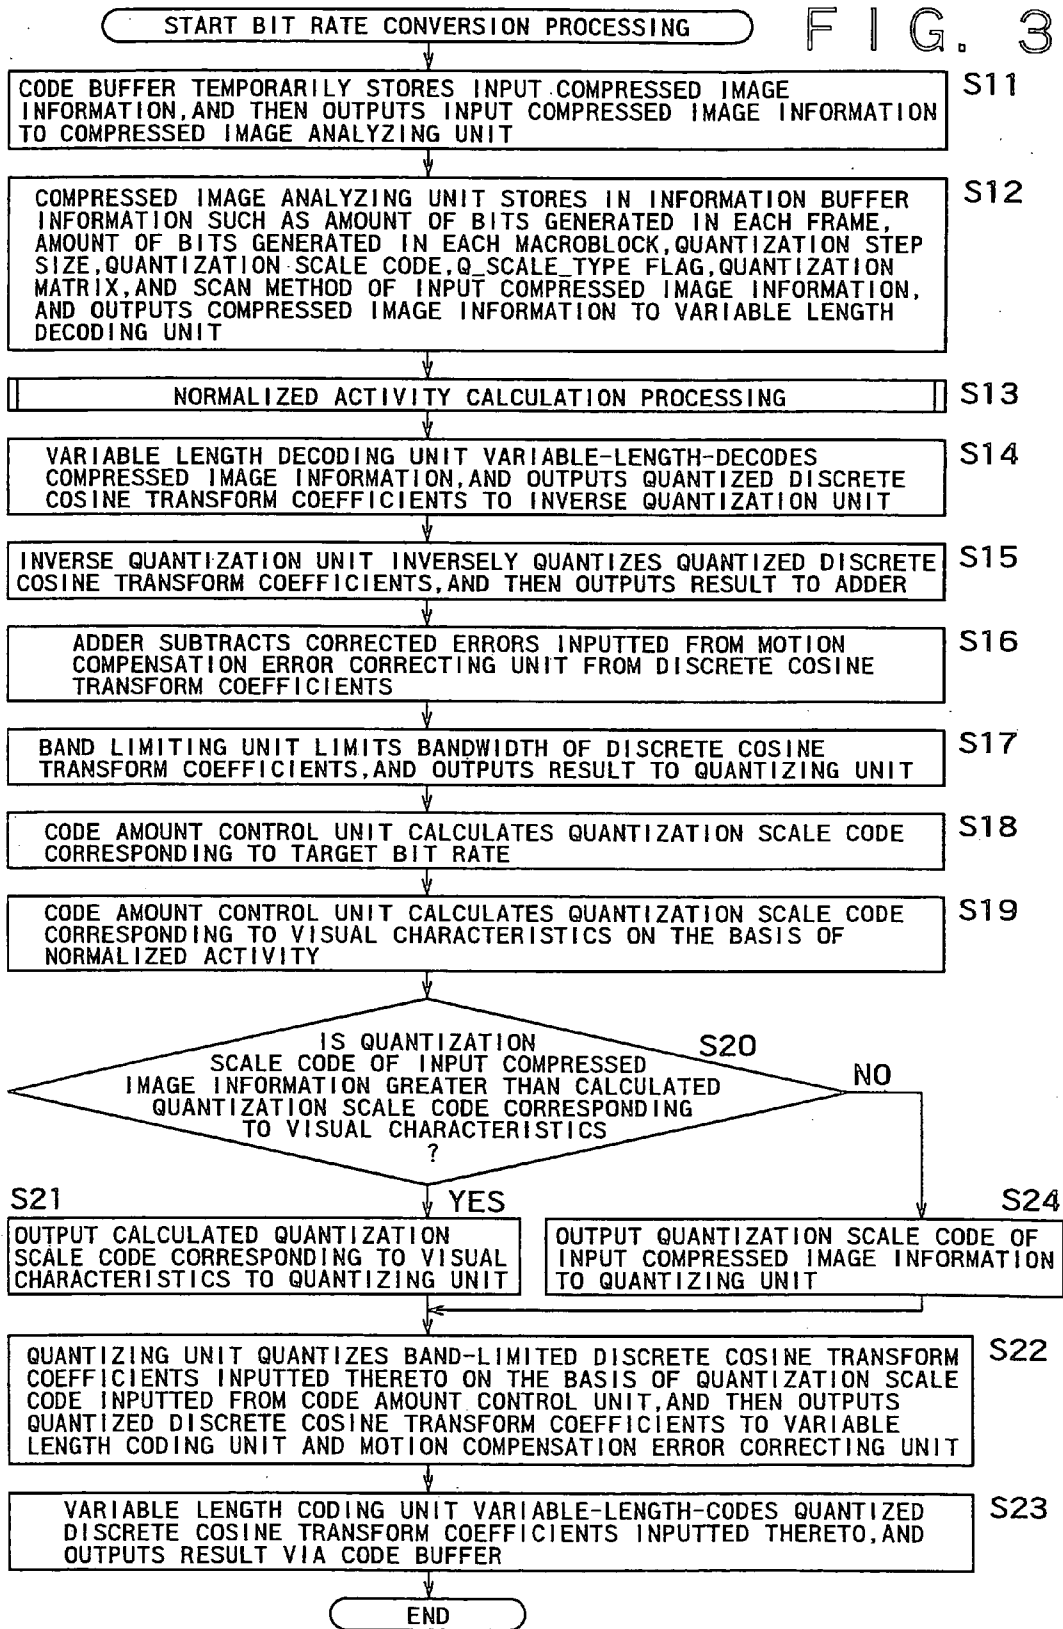 START BIT RATE CONVERSION PROCESSING
FIG. 3
S11
CODE BUFFER TEMPORARILY STORES INPUT COMPRESSED IMAGE
INFORMATION, AND THEN OUTPUTS INPUT COMPRESSED IMAGE INFORMATION
TO COMPRESSED IMAGE ANALYZING UNIT
S12
COMPRESSED IMAGE ANALYZING UNIT STORES IN INFORMATION BUFFER
INFORMATION SUCH AS AMOUNT OF BITS GENERATED IN EACH FRAME,
AMOUNT OF BITS GENERATED IN EACH MACROBLOCK, QUANTIZATION STEP
SIZE, QUANTIZATION SCALE CODE, Q_SCALE_TYPE FLAG, QUANTIZATION
MATRIX, AND SCAN METHOD OF INPUT COMPRESSED IMAGE INFORMATION,
AND OUTPUTS COMPRESSED IMAGE INFORMATION TO VARIABLE LENGTH
DECODING UNIT
NORMALIZED ACTIVITY CALCULATION PROCESSING
S13
S14
VARIABLE LENGTH DECODING UNIT VARIABLE-LENGTH-DECODES
COMPRESSED IMAGE INFORMATION, AND OUTPUTS QUANTIZED DISCRETE
COSINE TRANSFORM COEFFICIENTS TO INVERSE QUANTIZATION UNIT
S15
INVERSE QUANTIZATION UNIT INVERSELY QUANTIZES QUANTIZED DISCRETE
COSINE TRANSFORM COEFFICIENTS, AND THEN OUTPUTS RESULT TO ADDER
S16
ADDER SUBTRACTS CORRECTED ERRORS INPUTTED FROM MOTION
COMPENSATION ERROR CORRECTING UNIT FROM DISCRETE COSINE
TRANSFORM COEFFICIENTS
S17
BAND LIMITING UNIT LIMITS BANDWIDTH OF DISCRETE COSINE
TRANSFORM COEFFICIENTS, AND OUTPUTS RESULT TO QUANTIZING UNIT
S18
CODE AMOUNT CONTROL UNIT CALCULATES QUANTIZATION SCALE CODE
CORRESPONDING TO TARGET BIT RATE
S19
CODE AMOUNT CONTROL UNIT CALCULATES QUANTIZATION SCALE CODE
CORRESPONDING TO VISUAL CHARACTERISTICS ON THE BASIS OF
NORMALIZED ACTIVITY
S20
IS QUANTIZATION
SCALE CODE OF INPUT COMPRESSED
IMAGE INFORMATION GREATER THAN CALCULATED
QUANTIZATION SCALE CODE CORRESPONDING
TO VISUAL CHARACTERISTICS
?
NO
YES
S21
OUTPUT CALCULATED QUANTIZATION
SCALE CODE CORRESPONDING TO VISUAL
CHARACTERISTICS TO QUANTIZING UNIT
S24
OUTPUT QUANTIZATION SCALE CODE OF
INPUT COMPRESSED IMAGE INFORMATION
TO QUANTIZING UNIT
S22
QUANTIZING UNIT QUANTIZES BAND-LIMITED DISCRETE COSINE TRANSFORM
COEFFICIENTS INPUTTED THERETO ON THE BASIS OF QUANTIZATION SCALE
CODE INPUTTED FROM CODE AMOUNT CONTROL UNIT, AND THEN OUTPUTS
QUANTIZED DISCRETE COSINE TRANSFORM COEFFICIENTS TO VARIABLE
LENGTH CODING UNIT AND MOTION COMPENSATION ERROR CORRECTING UNIT
S23
VARIABLE LENGTH CODING UNIT VARIABLE-LENGTH-CODES QUANTIZED
DISCRETE COSINE TRANSFORM COEFFICIENTS INPUTTED THERETO, AND
OUTPUTS RESULT VIA CODE BUFFER
END